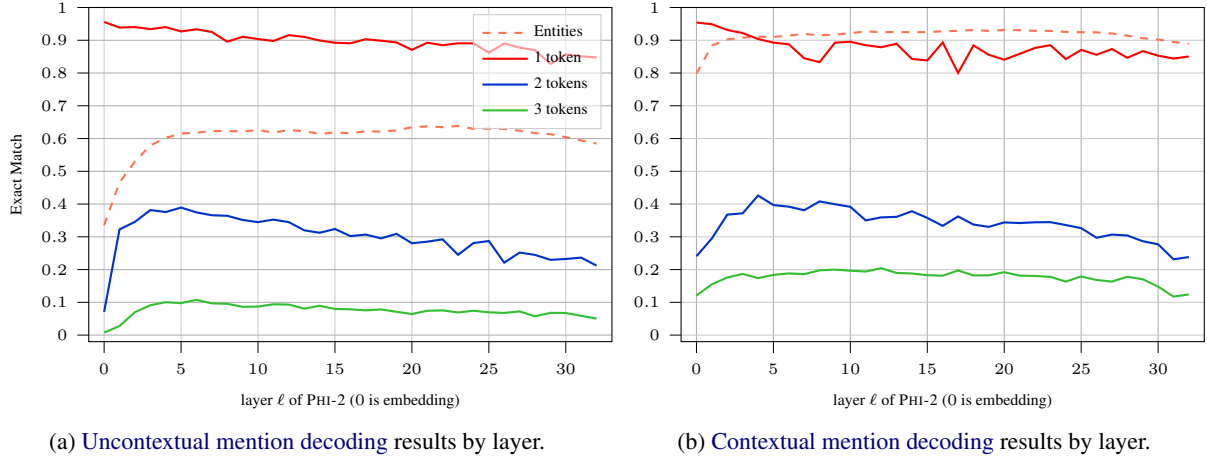 1
0.9
0.8
0.7
0.6
0.5
0.4
0.3
0.2
0.1
0
Exact Match
0 5 10 15 20 25 30
layer ℓ of PHI-2 (0 is embedding)
Entities
1 token
2 tokens
3 tokens
(a) Uncontextual mention decoding results by layer.
1
0.9
0.8
0.7
0.6
0.5
0.4
0.3
0.2
0.1
0
0 5 10 15 20 25 30
layer ℓ of PHI-2 (0 is embedding)
(b) Contextual mention decoding results by layer.